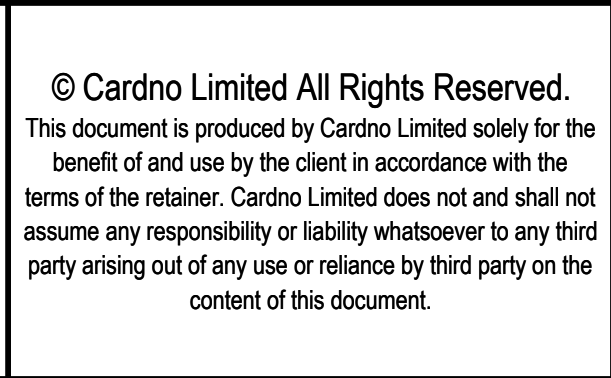 © Cardno Limited All Rights Reserved.
This document is produced by Cardno Limited solely for the
benefit of and use by the client in accordance with the
terms of the retainer. Cardno Limited does not and shall not
assume any responsibility or liability whatsoever to any third
party arising out of any use or reliance by third party on the
content of this document.